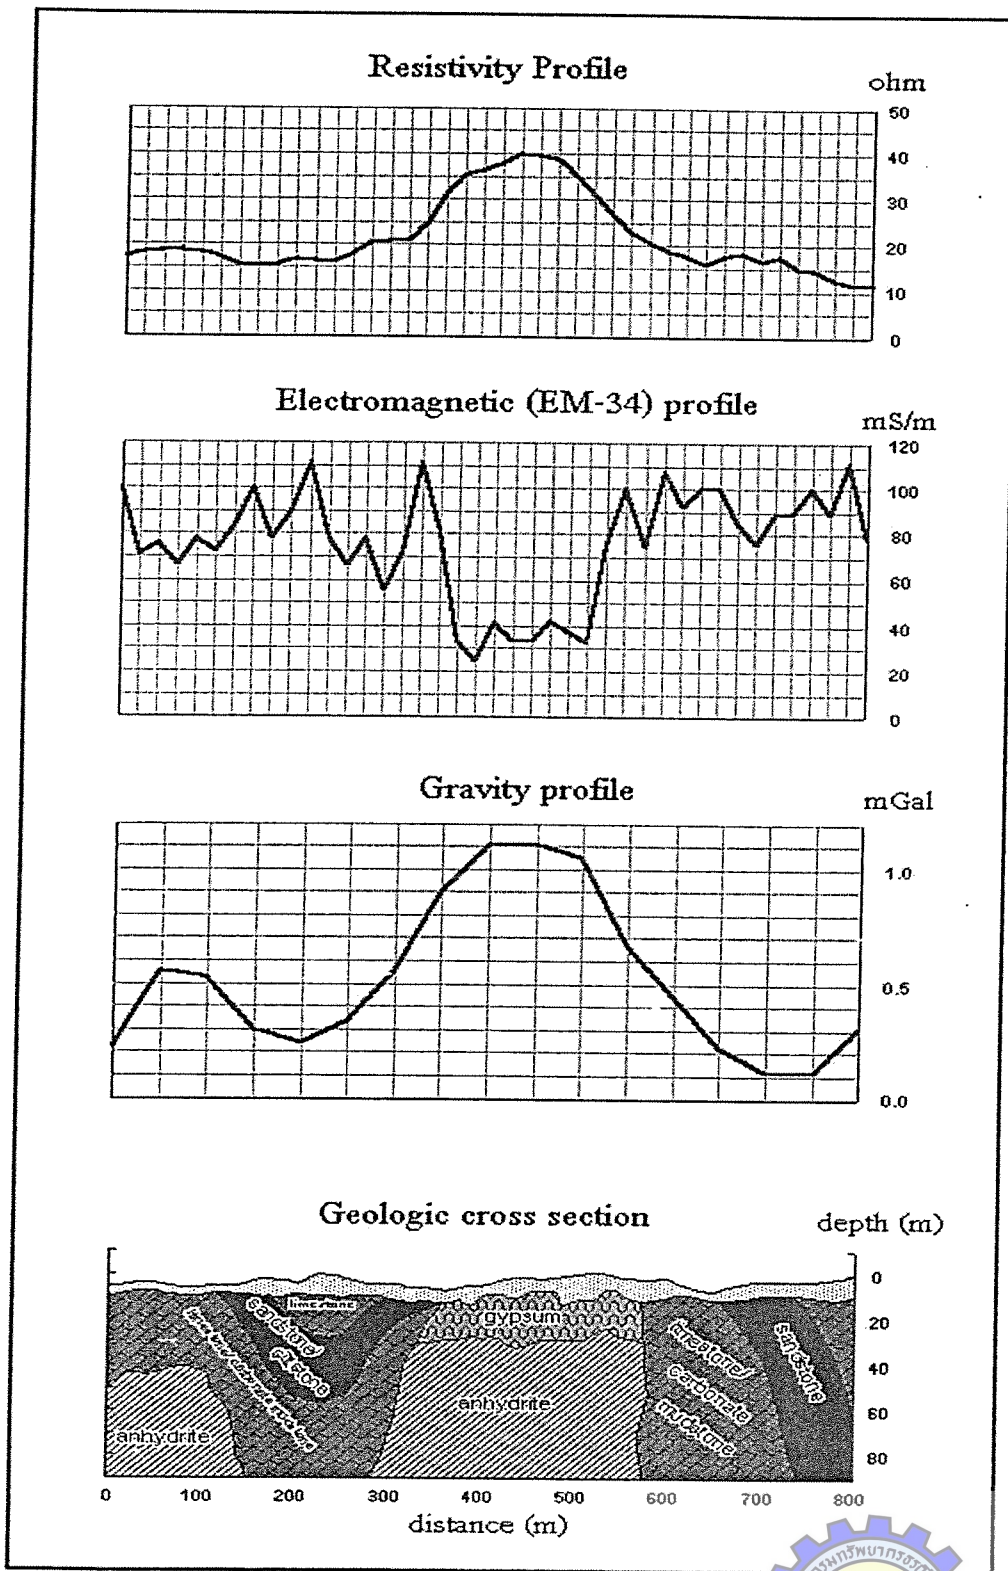 Resistivity Profile
ohm
50
40
30
20
10
0
Electromagnetic (EM-34) profile
mS/m
120
100
80
60
40
20
0
Gravity profile
mGal
1.0
0.5
0.0
Geologic cross section
depth (m)
0
20
40
60
80
limestone
sandstone/
siltstone
gypsum
limestone/
carbonate
mudstone
sandstone
anhydrite
anhydrite
0 100 200 300 400 500 600 700 800
distance (m)